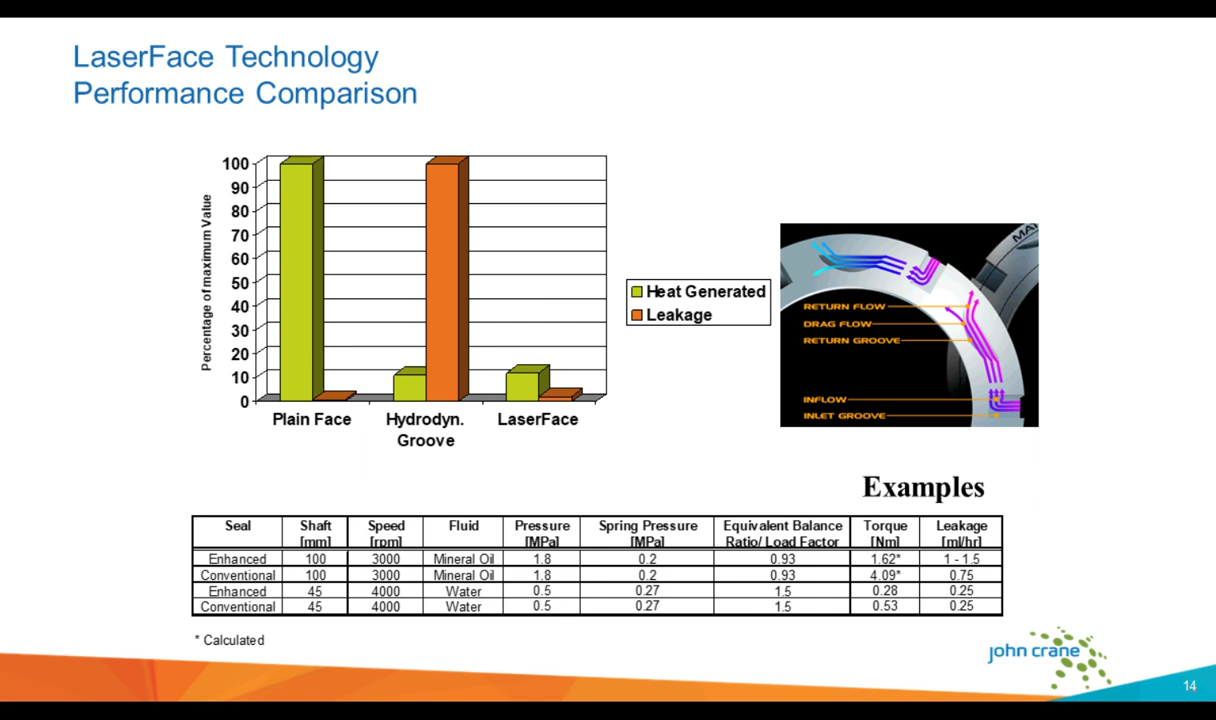 LaserFace Technology
Performance Comparison
Percentage of maximum Value
100
90
80
70
60
50
40
30
20
10
0
Plain Face
Hydrodyn.
Groove
LaserFace
Heat Generated
Leakage
RETURN FLOW
DRAG FLOW
RETURN GROOVE
INFLOW
INLET GROOVE
Examples
Seal Shaft Speed Fluid Pressure Spring Pressure Equivalent Balance Torque Leakage
[mm] [rpm] [MPa] [MPa] Ratio/ Load Factor [Nm] [ml/hr]
Enhanced 100 3000 Mineral Oil 1.8 0.2 0.93 1.62* 1 - 1.5
Conventional 100 3000 Mineral Oil 1.8 0.2 0.93 4.09* 0.75
Enhanced 45 4000 Water 0.5 0.27 1.5 0.28 0.25
Conventional 45 4000 Water 0.5 0.27 1.5 0.53 0.25
* Calculated
john crane
14